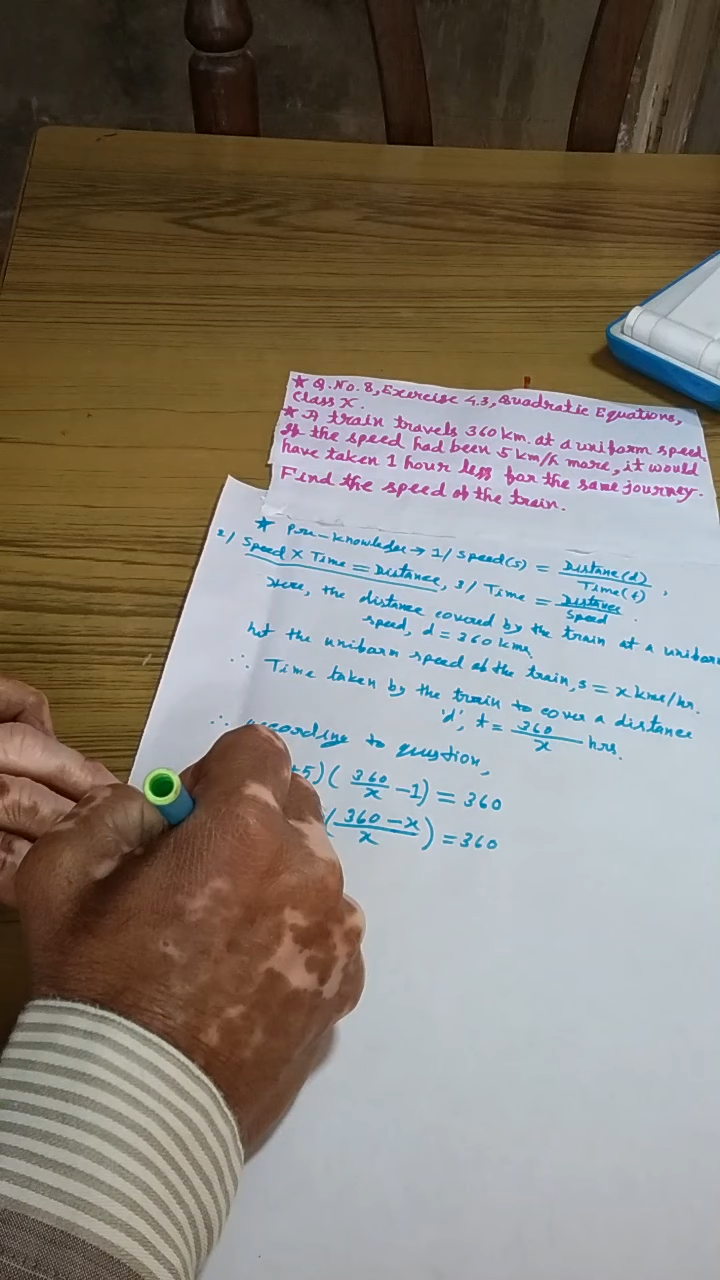 ★ Q.No.8, Exercise 4.3, Quadratic Equations,
Class X.
★ A train travels 360 km. at a uniform speed.
If the speed had been 5 km/h more, it would
have taken 1 hour less for the same journey.
Find the speed of the train.
★ Pre-knowledge → 1/ Speed(s) = Distane(d)/Time(t),
2/ Speed × Time = Distance, 3/ Time = Distance/Speed.
Here, the distance covered by the train at a uniform
speed, d = 360 kms.
Let the uniform speed of the train, s = x kms/hr.
∴ Time taken by the train to cover a distance
'd', t = 360/x hrs.
∴ According to question,
+5)(360/x − 1) = 360
(360 − x/x) = 360